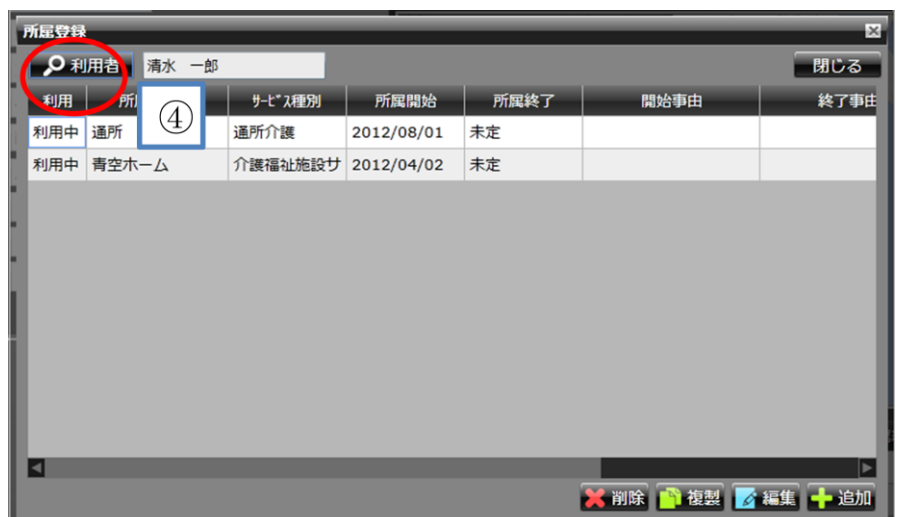 所属登録
利用者 清水 一郎 閉じる
利用 所 サービス種別 所属開始 所属終了 開始事由 終了事由
④
利用中 通所 通所介護 2012/08/01 未定
利用中 青空ホーム 介護福祉施設サ 2012/04/02 未定
削除 複製 編集 追加